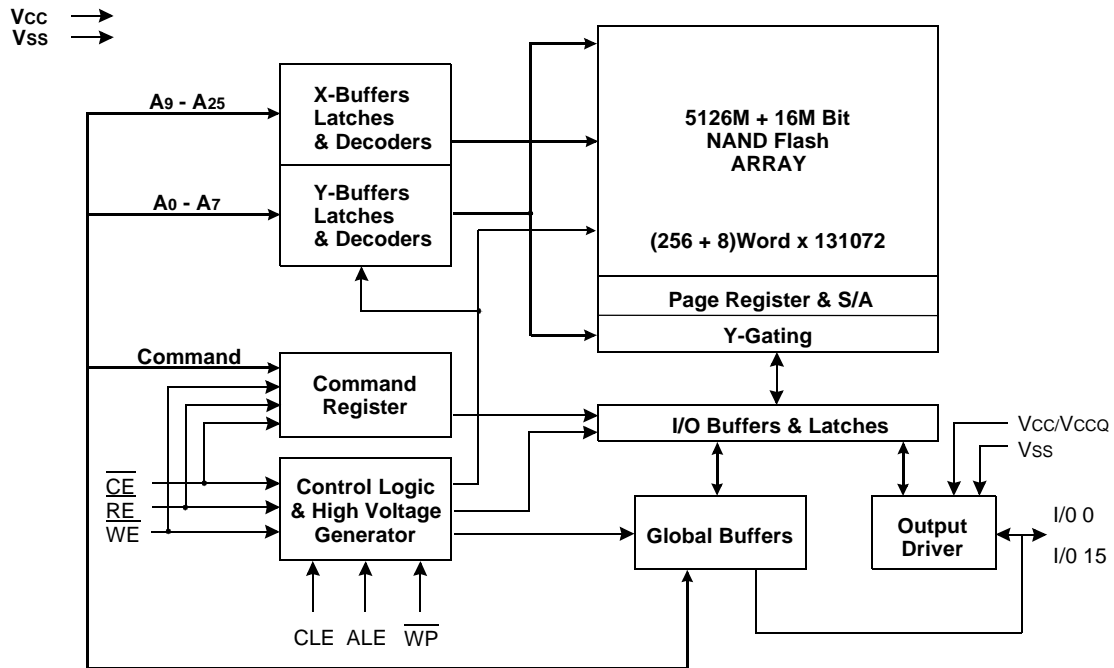 VCC
VSS
A9 - A25
X-Buffers
Latches
& Decoders
A0 - A7
Y-Buffers
Latches
& Decoders
5126M + 16M Bit
NAND Flash
ARRAY
(256 + 8)Word x 131072
Page Register & S/A
Y-Gating
Command
Command
Register
I/O Buffers & Latches
VCC/VCCQ
VSS
CE
RE
WE
Control Logic
& High Voltage
Generator
Global Buffers
Output
Driver
I/0 0
I/0 15
CLE ALE WP